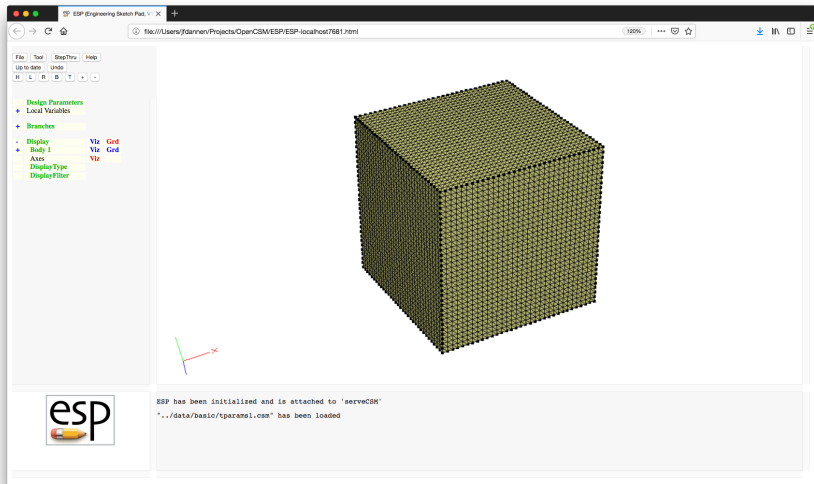 ESP (Engineering Sketch Pad, V
file:///Users/jfdannen/Projects/OpenCSM/ESP/ESP-localhost7681.html
120%
File Tool StepThru Help
Up to date Undo
H L R B T + -
Design Parameters
+ Local Variables
+ Branches
- Display Viz Grd
+ Body 1 Viz Grd
Axes Viz
DisplayType
DisplayFilter
X
esp
ESP has been initialized and is attached to 'serveCSM'
"../data/basic/tparams1.csm" has been loaded